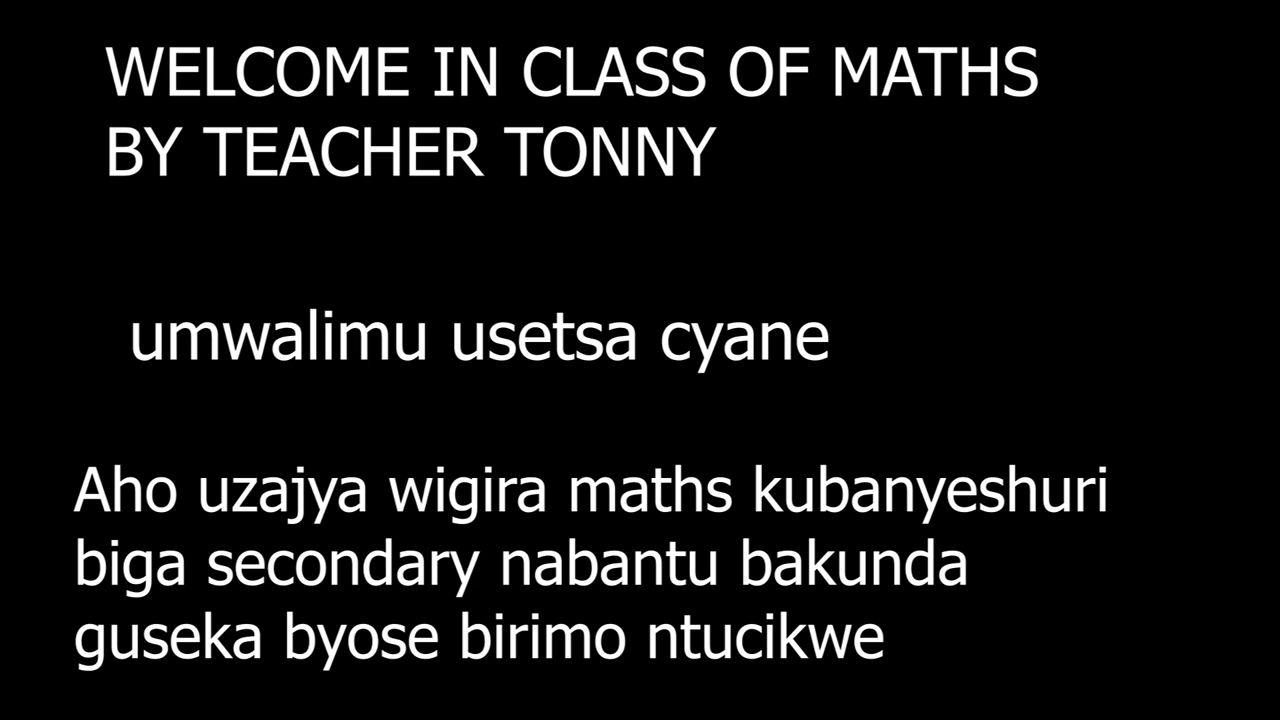 WELCOME IN CLASS OF MATHS
BY TEACHER TONNY
umwalimu usetsa cyane
Aho uzajya wigira maths kubanyeshuri
biga secondary nabantu bakunda
guseka byose birimo ntucikwe